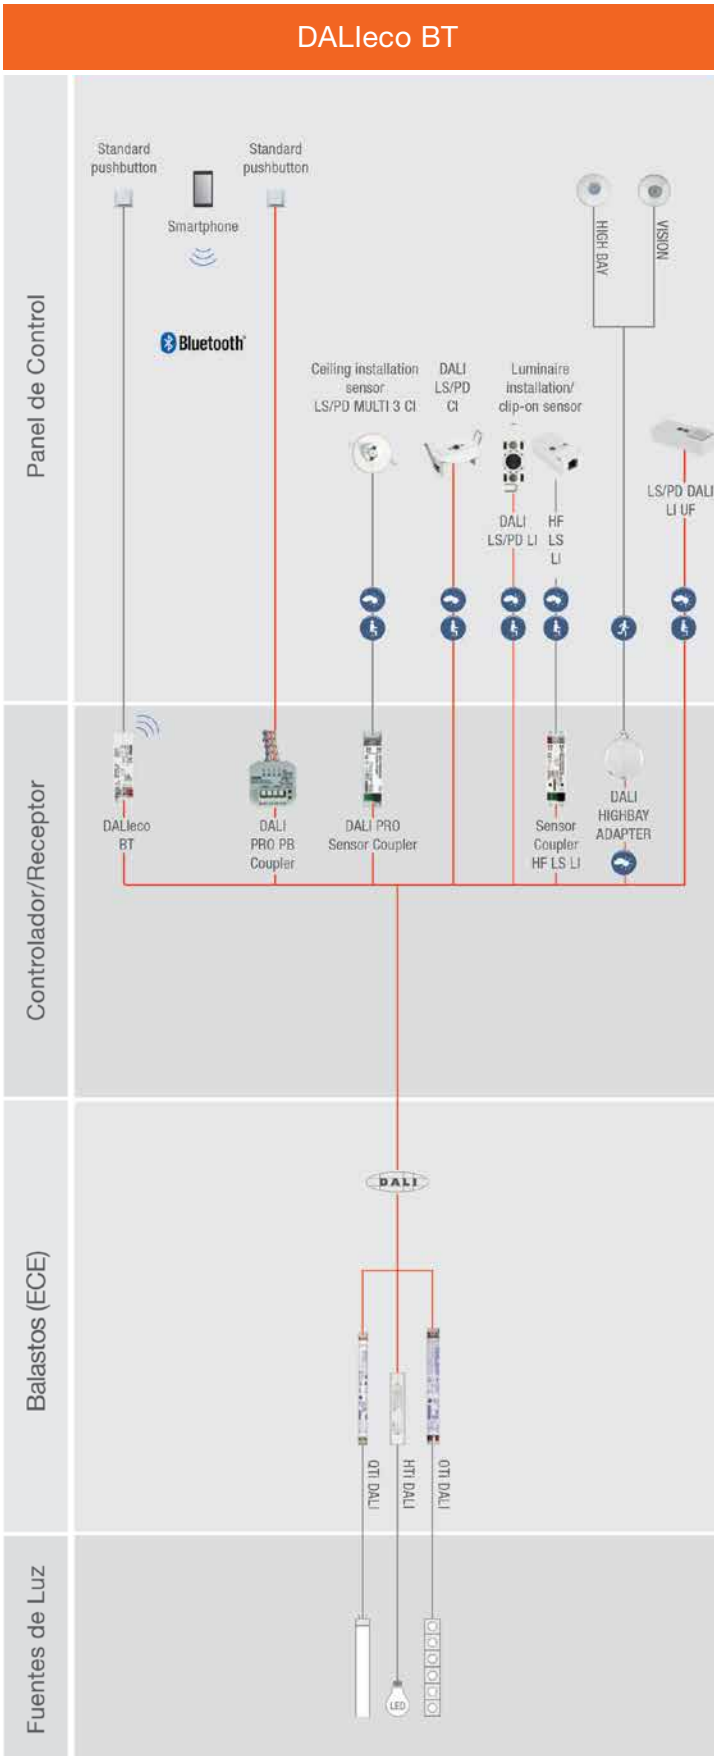 DALIeco BT
Panel de Control
Standard
pushbutton
Smartphone
Standard
pushbutton
Bluetooth
HIGH BAY
VISION
Ceiling installation
sensor
LS/PD MULTI 3 CI
DALI
LS/PD
CI
Luminaire
installation/
clip-on sensor
DALI
LS/PD LI
HF
LS
LI
LS/PD DALI
LI UF
Controlador/Receptor
DALIeco
BT
DALI
PRO PB
Coupler
DALI PRO
Sensor Coupler
Sensor
Coupler
HF LS LI
DALI
HIGHBAY
ADAPTER
Balastos (ECE)
DALI
QTi DALI
HTi DALI
OTi DALI
Fuentes de Luz
LED